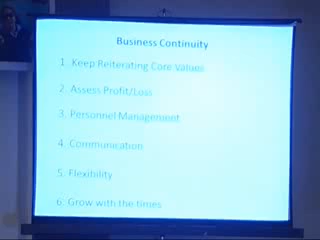 Business Continuity
1. Keep Reiterating Core Values
2. Assess Profit/Loss
3. Personnel Management
4. Communication
5. Flexibility
6. Grow with the times